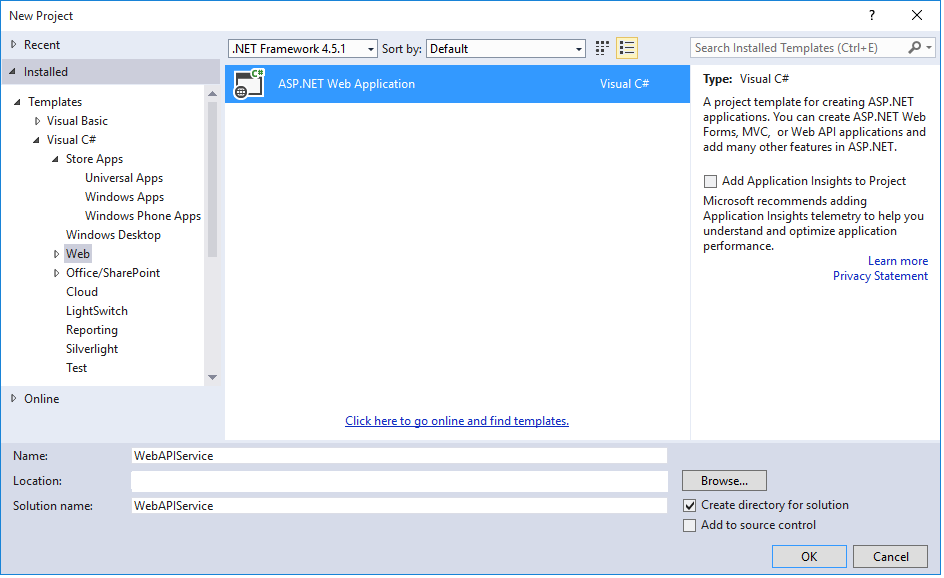 New Project
?
Recent
.NET Framework 4.5.1
Sort by:
Default
Search Installed Templates (Ctrl+E)
Installed
Templates
Visual Basic
Visual C#
Store Apps
Universal Apps
Windows Apps
Windows Phone Apps
Windows Desktop
Web
Office/SharePoint
Cloud
LightSwitch
Reporting
Silverlight
Test
Online
C#
ASP.NET Web Application
Visual C#
Click here to go online and find templates.
Type: Visual C#
A project template for creating ASP.NET
applications. You can create ASP.NET Web
Forms, MVC, or Web API applications and
add many other features in ASP.NET.
Add Application Insights to Project
Microsoft recommends adding
Application Insights telemetry to help you
understand and optimize application
performance.
Learn more
Privacy Statement
Name:
WebAPIService
Location:
Browse...
Solution name:
WebAPIService
Create directory for solution
Add to source control
OK
Cancel